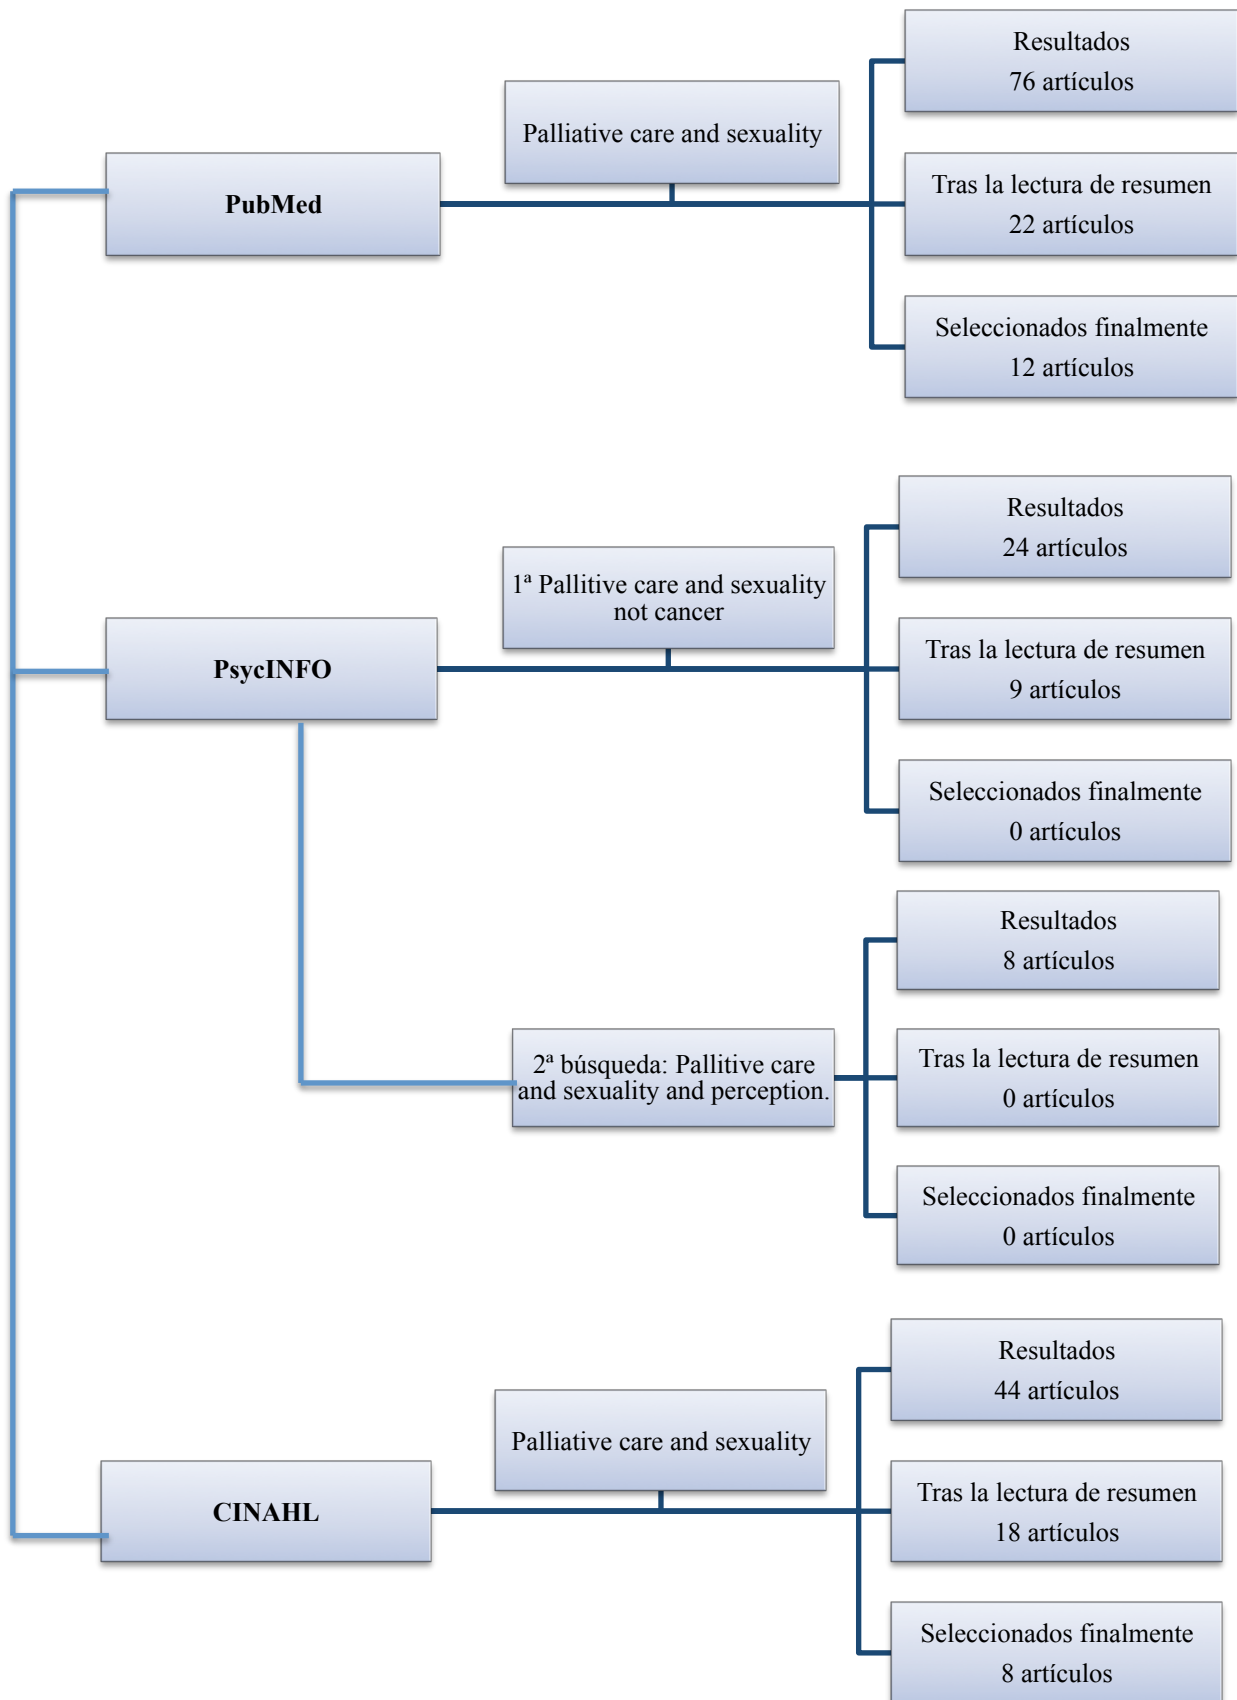 PubMed
Palliative care and sexuality
Resultados
76 artículos
Tras la lectura de resumen
22 artículos
Seleccionados finalmente
12 artículos
PsycINFO
1ª Pallitive care and sexuality
not cancer
Resultados
24 artículos
Tras la lectura de resumen
9 artículos
Seleccionados finalmente
0 artículos
2ª búsqueda: Pallitive care
and sexuality and perception.
Resultados
8 artículos
Tras la lectura de resumen
0 artículos
Seleccionados finalmente
0 artículos
CINAHL
Palliative care and sexuality
Resultados
44 artículos
Tras la lectura de resumen
18 artículos
Seleccionados finalmente
8 artículos